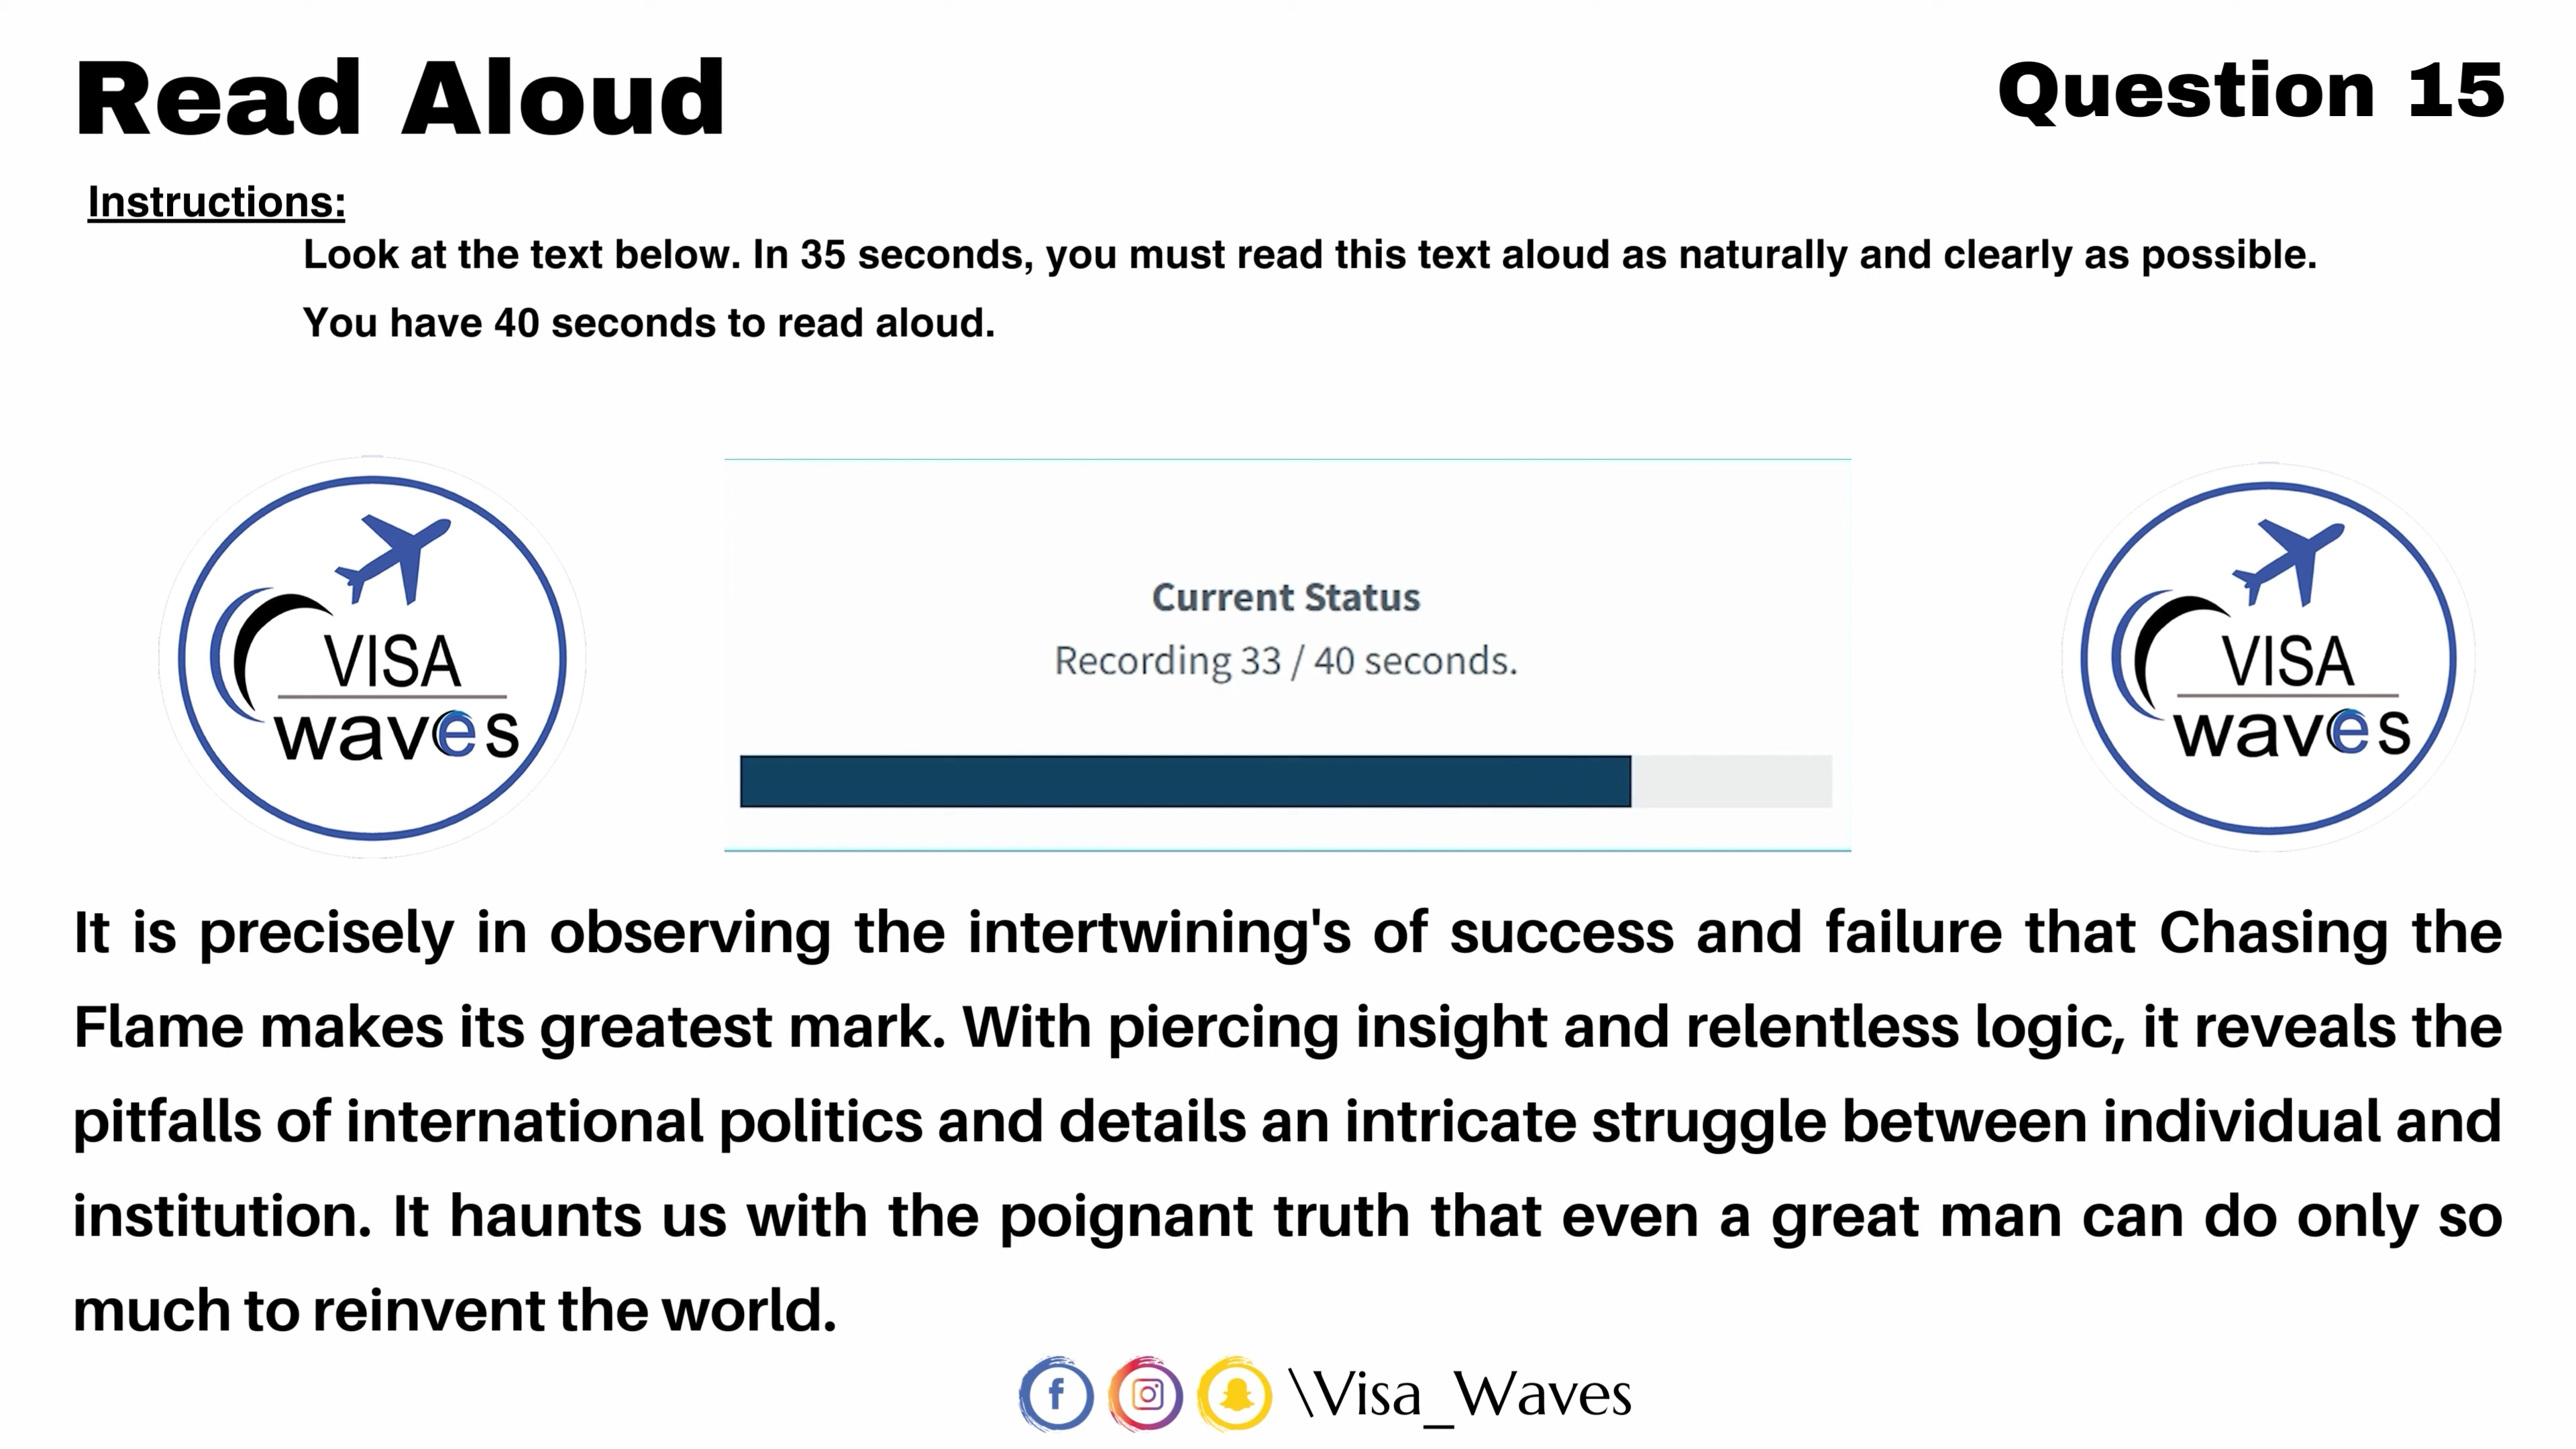 Read Aloud
Question 15
Instructions:
Look at the text below. In 35 seconds, you must read this text aloud as naturally and clearly as possible.
You have 40 seconds to read aloud.
VISA
waves
Current Status
Recording 33 / 40 seconds.
VISA
waves
It is precisely in observing the intertwining's of success and failure that Chasing the
Flame makes its greatest mark. With piercing insight and relentless logic, it reveals the
pitfalls of international politics and details an intricate struggle between individual and
institution. It haunts us with the poignant truth that even a great man can do only so
much to reinvent the world.
\Visa_Waves